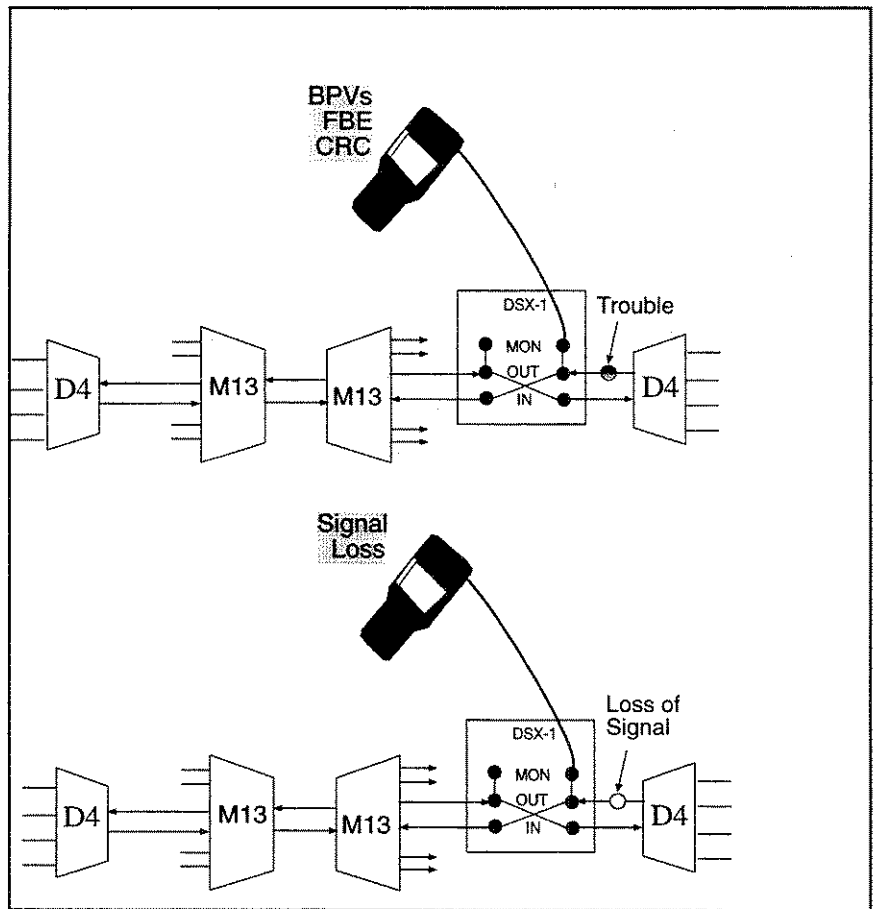 BPVs
FBE
CRC
DSX-1
Trouble
MON
OUT
IN
D4
M13
M13
D4
Signal
Loss
Loss of
Signal
DSX-1
MON
OUT
IN
D4
M13
M13
D4